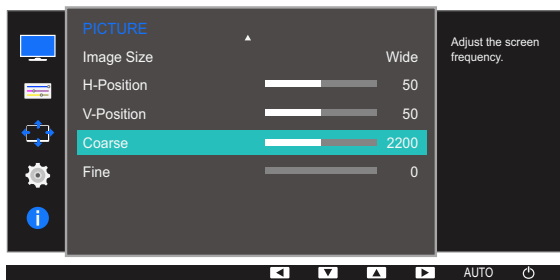 PICTURE
Image Size Wide
H-Position 50
V-Position 50
Coarse 2200
Fine 0
Adjust the screen
frequency.
i
AUTO